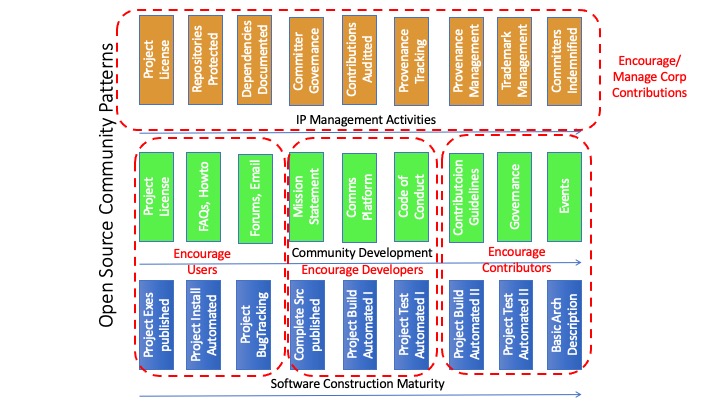 Open Source Community Patterns
Project
License
Repositories
Protected
Dependencies
Documented
Committer
Governance
Contributions
Auditted
Provenance
Tracking
Provenance
Management
Trademark
Management
Committers
Indemnified
Encourage/
Manage Corp
Contributions
IP Management Activities
Project
License
FAQs, Howto
Forums, Email
Mission
Statement
Comms
Platform
Code of
Conduct
Contributoion
Guidelines
Governance
Events
Encourage
Users
Community Development
Encourage Developers
Encourage
Contributors
Project Exes
published
Project Install
Automated
Project
BugTracking
Complete Src
published
Project Build
Automated I
Project Test
Automated I
Project Build
Automated II
Project Test
Automated II
Basic Arch
Description
Software Construction Maturity